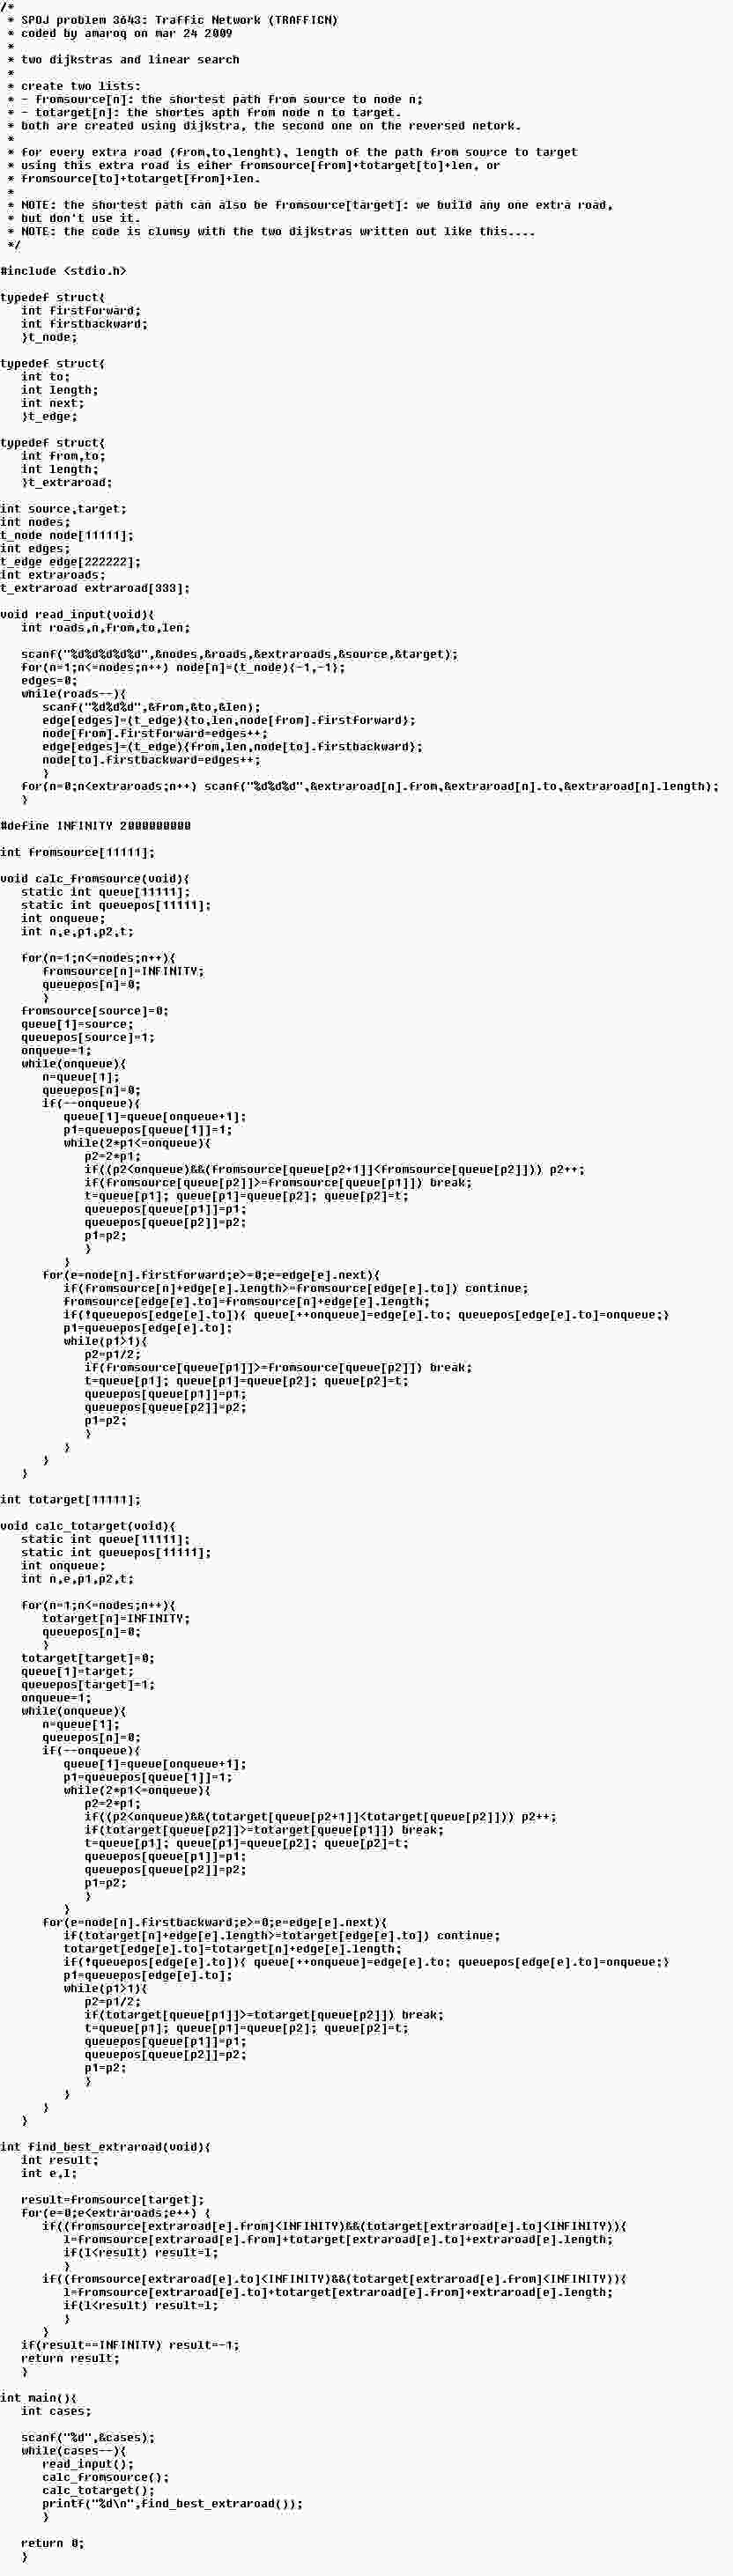 /*
 * SPOJ problem 3643: Traffic Network (TRAFFICN)
 * coded by amaroq on mar 24 2009
 *
 * two dijkstras and linear search
 *
 * create two lists:
 * - fromsource[n]: the shortest path from source to node n;
 * - totarget[n]: the shortes apth from node n to target.
 * both are created using dijkstra, the second one on the reversed netork.
 *
 * for every extra road (from,to,lenght), length of the path from source to target
 * using this extra road is eiher fromsource[from]+totarget[to]+len, or
 * fromsource[to]+totarget[from]+len.
 *
 * NOTE: the shortest path can also be fromsource[target]: we build any one extra road,
 * but don't use it.
 * NOTE: the code is clumsy with the two dijkstras written out like this....
 */

#include <stdio.h>

typedef struct{
   int firstforward;
   int firstbackward;
   }t_node;

typedef struct{
   int to;
   int length;
   int next;
   }t_edge;

typedef struct{
   int from,to;
   int length;
   }t_extraroad;

int source,target;
int nodes;
t_node node[11111];
int edges;
t_edge edge[222222];
int extraroads;
t_extraroad extraroad[333];

void read_input(void){
   int roads,n,from,to,len;

   scanf("%d%d%d%d%d",&nodes,&roads,&extraroads,&source,&target);
   for(n=1;n<=nodes;n++) node[n]=(t_node){-1,-1};
   edges=0;
   while(roads--){
      scanf("%d%d%d",&from,&to,&len);
      edge[edges]=(t_edge){to,len,node[from].firstforward};
      node[from].firstforward=edges++;
      edge[edges]=(t_edge){from,len,node[to].firstbackward};
      node[to].firstbackward=edges++;
      }
   for(n=0;n<extraroads;n++) scanf("%d%d%d",&extraroad[n].from,&extraroad[n].to,&extraroad[n].length);
   }

#define INFINITY 2000000000

int fromsource[11111];

void calc_fromsource(void){
   static int queue[11111];
   static int queuepos[11111];
   int onqueue;
   int n,e,p1,p2,t;

   for(n=1;n<=nodes;n++){
      fromsource[n]=INFINITY;
      queuepos[n]=0;
      }
   fromsource[source]=0;
   queue[1]=source;
   queuepos[source]=1;
   onqueue=1;
   while(onqueue){
      n=queue[1];
      queuepos[n]=0;
      if(--onqueue){
         queue[1]=queue[onqueue+1];
         p1=queuepos[queue[1]]=1;
         while(2*p1<=onqueue){
            p2=2*p1;
            if((p2<onqueue)&&(fromsource[queue[p2+1]]<fromsource[queue[p2]])) p2++;
            if(fromsource[queue[p2]]>=fromsource[queue[p1]]) break;
            t=queue[p1]; queue[p1]=queue[p2]; queue[p2]=t;
            queuepos[queue[p1]]=p1;
            queuepos[queue[p2]]=p2;
            p1=p2;
            }
         }
      for(e=node[n].firstforward;e>=0;e=edge[e].next){
         if(fromsource[n]+edge[e].length>=fromsource[edge[e].to]) continue;
         fromsource[edge[e].to]=fromsource[n]+edge[e].length;
         if(!queuepos[edge[e].to]){ queue[++onqueue]=edge[e].to; queuepos[edge[e].to]=onqueue;}
         p1=queuepos[edge[e].to];
         while(p1>1){
            p2=p1/2;
            if(fromsource[queue[p1]]>=fromsource[queue[p2]]) break;
            t=queue[p1]; queue[p1]=queue[p2]; queue[p2]=t;
            queuepos[queue[p1]]=p1;
            queuepos[queue[p2]]=p2;
            p1=p2;
            }
         }
      }
   }

int totarget[11111];

void calc_totarget(void){
   static int queue[11111];
   static int queuepos[11111];
   int onqueue;
   int n,e,p1,p2,t;

   for(n=1;n<=nodes;n++){
      totarget[n]=INFINITY;
      queuepos[n]=0;
      }
   totarget[target]=0;
   queue[1]=target;
   queuepos[target]=1;
   onqueue=1;
   while(onqueue){
      n=queue[1];
      queuepos[n]=0;
      if(--onqueue){
         queue[1]=queue[onqueue+1];
         p1=queuepos[queue[1]]=1;
         while(2*p1<=onqueue){
            p2=2*p1;
            if((p2<onqueue)&&(totarget[queue[p2+1]]<totarget[queue[p2]])) p2++;
            if(totarget[queue[p2]]>=totarget[queue[p1]]) break;
            t=queue[p1]; queue[p1]=queue[p2]; queue[p2]=t;
            queuepos[queue[p1]]=p1;
            queuepos[queue[p2]]=p2;
            p1=p2;
            }
         }
      for(e=node[n].firstbackward;e>=0;e=edge[e].next){
         if(totarget[n]+edge[e].length>=totarget[edge[e].to]) continue;
         totarget[edge[e].to]=totarget[n]+edge[e].length;
         if(!queuepos[edge[e].to]){ queue[++onqueue]=edge[e].to; queuepos[edge[e].to]=onqueue;}
         p1=queuepos[edge[e].to];
         while(p1>1){
            p2=p1/2;
            if(totarget[queue[p1]]>=totarget[queue[p2]]) break;
            t=queue[p1]; queue[p1]=queue[p2]; queue[p2]=t;
            queuepos[queue[p1]]=p1;
            queuepos[queue[p2]]=p2;
            p1=p2;
            }
         }
      }
   }

int find_best_extraroad(void){
   int result;
   int e,l;

   result=fromsource[target];
   for(e=0;e<extraroads;e++) {
      if((fromsource[extraroad[e].from]<INFINITY)&&(totarget[extraroad[e].to]<INFINITY)){
         l=fromsource[extraroad[e].from]+totarget[extraroad[e].to]+extraroad[e].length;
         if(l<result) result=l;
         }
      if((fromsource[extraroad[e].to]<INFINITY)&&(totarget[extraroad[e].from]<INFINITY)){
         l=fromsource[extraroad[e].to]+totarget[extraroad[e].from]+extraroad[e].length;
         if(l<result) result=l;
         }
      }
   if(result==INFINITY) result=-1;
   return result;
   }

int main(){
   int cases;

   scanf("%d",&cases);
   while(cases--){
      read_input();
      calc_fromsource();
      calc_totarget();
      printf("%d\n",find_best_extraroad());
      }

   return 0;
   }